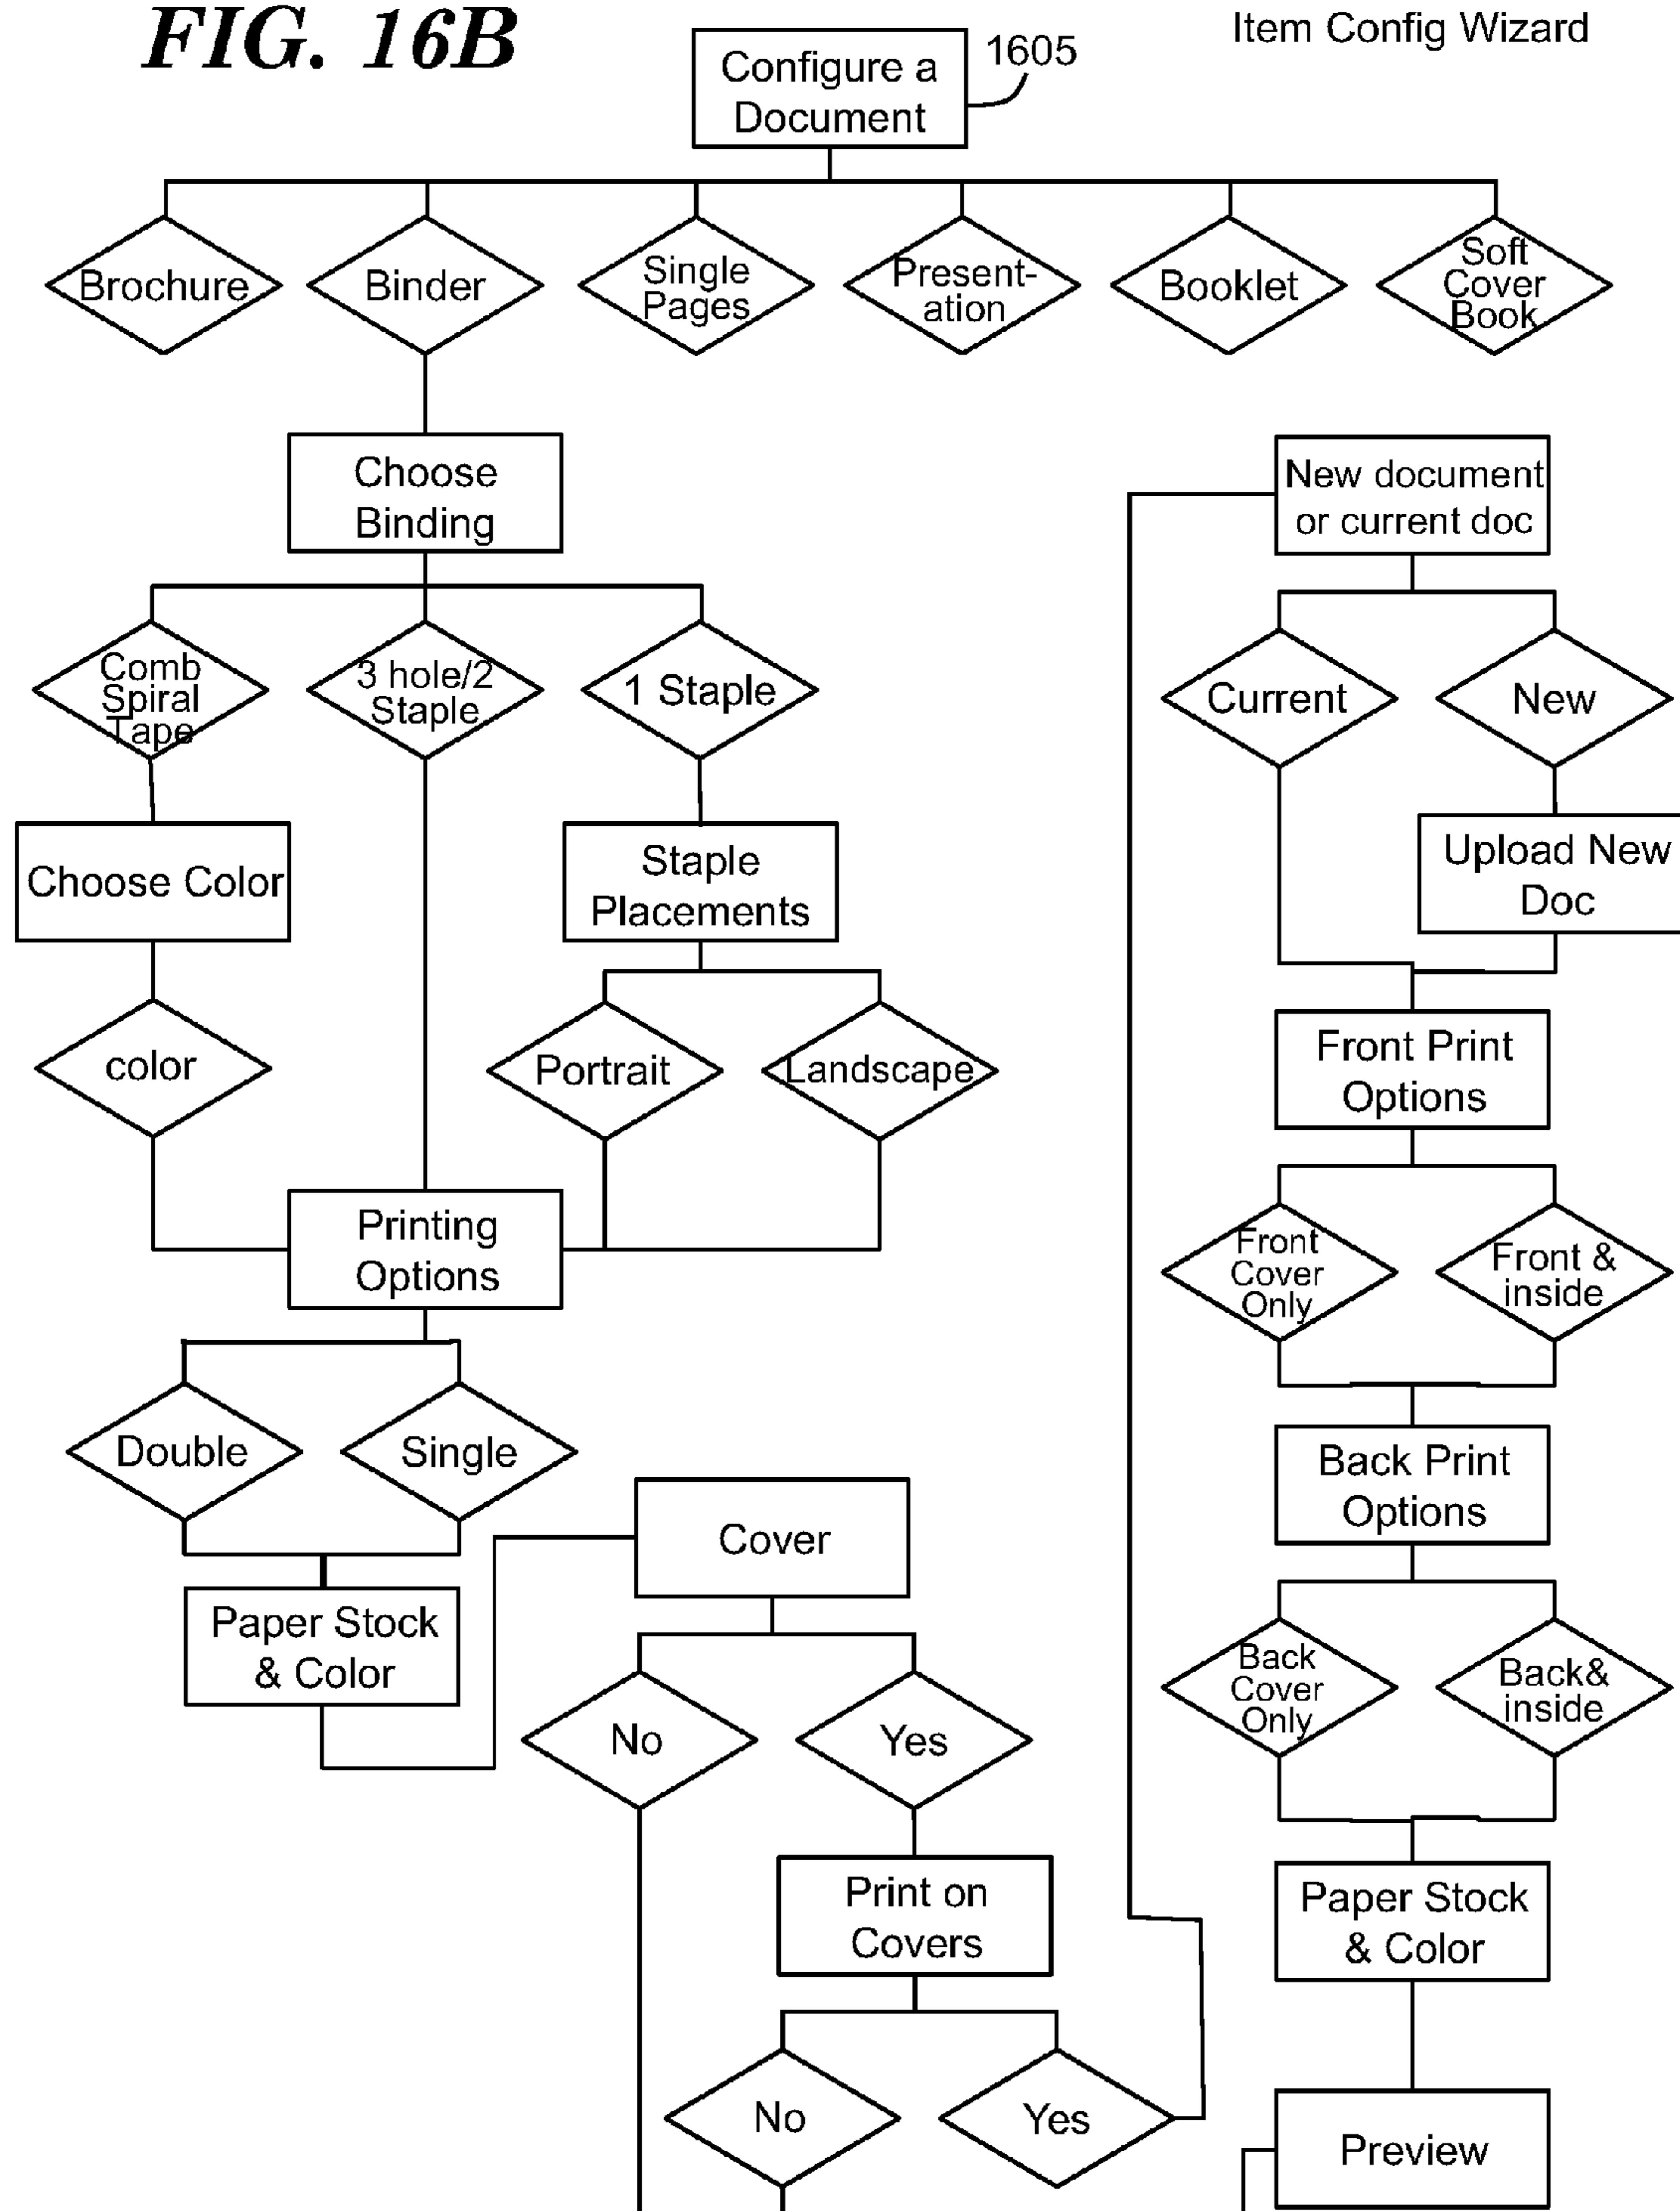 FIG. 16B
Item Config Wizard
Configure a
Document
1605
Brochure
Binder
Single
Pages
Present-
ation
Booklet
Soft
Cover
Book
Choose
Binding
New document
or current doc
Comb
Spiral
Tape
3 hole/2
Staple
1 Staple
Current
New
Choose Color
Staple
Placements
Upload New
Doc
color
Portrait
Landscape
Front Print
Options
Printing
Options
Front
Cover
Only
Front &
inside
Double
Single
Cover
Back Print
Options
Paper Stock
& Color
No
Yes
Back
Cover
Only
Back&
inside
Print on
Covers
Paper Stock
& Color
No
Yes
Preview